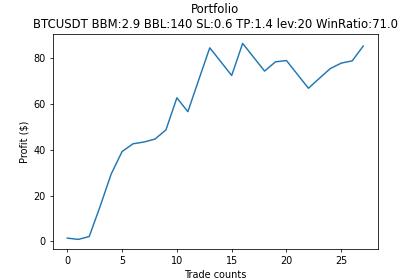 Portfolio
BTCUSDT BBM:2.9 BBL:140 SL:0.6 TP:1.4 lev:20 WinRatio:71.0
Profit ($)
80
60
40
20
0
0 5 10 15 20 25
Trade counts